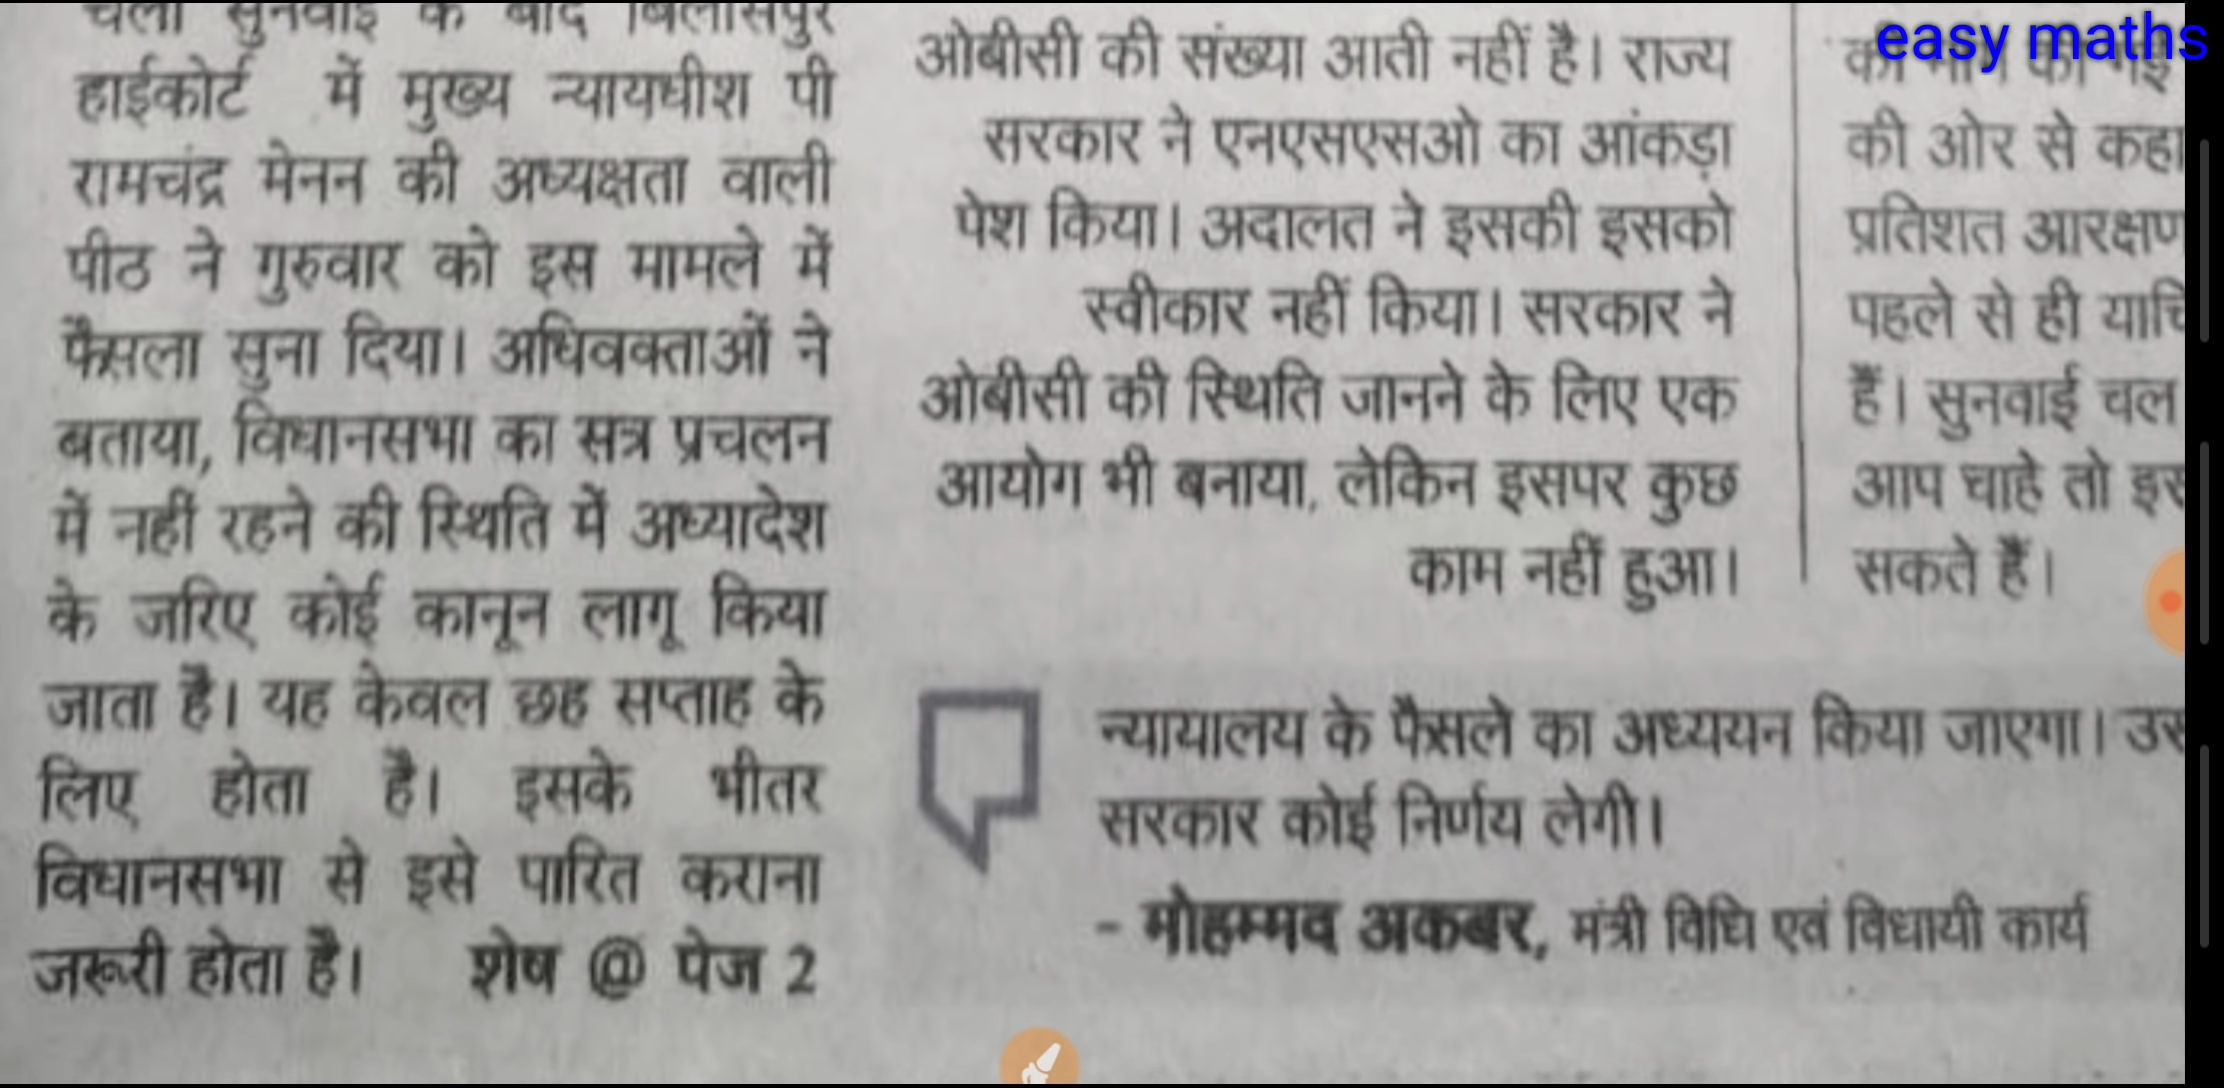 चली सुनवाई के बाद बिलासपुर
हाईकोर्ट में मुख्य न्यायधीश पी
रामचंद्र मेनन की अध्यक्षता वाली
पीठ ने गुरुवार को इस मामले में
फैसला सुना दिया। अधिवक्ताओं ने
बताया, विधानसभा का सत्र प्रचलन
में नहीं रहने की स्थिति में अध्यादेश
के जरिए कोई कानून लागू किया
जाता है। यह केवल छह सप्ताह के
लिए होता है। इसके भीतर
विधानसभा से इसे पारित कराना
जरूरी होता है। शेष @ पेज 2
ओबीसी की संख्या आती नहीं है। राज्य
सरकार ने एनएसएसओ का आंकड़ा
पेश किया। अदालत ने इसकी इसको
स्वीकार नहीं किया। सरकार ने
ओबीसी की स्थिति जानने के लिए एक
आयोग भी बनाया, लेकिन इसपर कुछ
काम नहीं हुआ।
easy maths
की ओर से कहा
प्रतिशत आरक्षण
पहले से ही
हैं। सुनवाई चल
आप चाहे तो
सकते हैं।
न्यायालय के फैसले का अध्ययन किया जाएगा।
सरकार कोई निर्णय लेगी।
- मोहम्मद अकबर, मंत्री विधि एवं विधायी कार्य